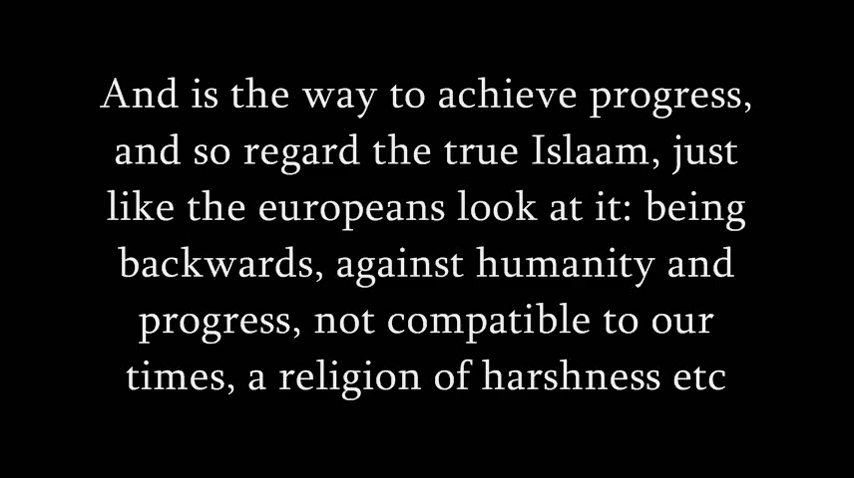 And is the way to achieve progress,
and so regard the true Islaam, just
like the europeans look at it: being
backwards, against humanity and
progress, not compatible to our
times, a religion of harshness etc